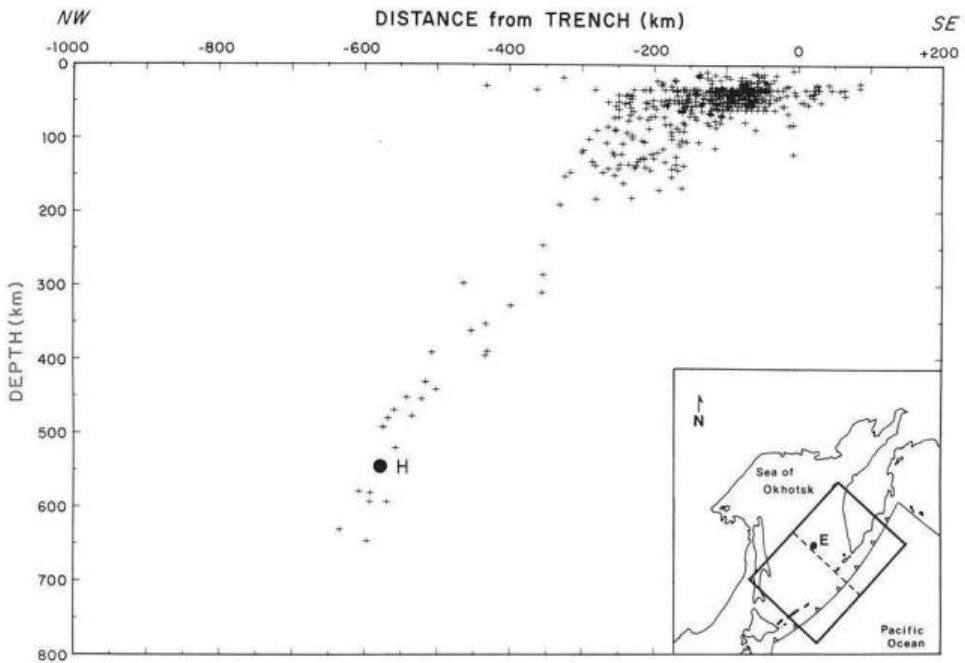 NW
DISTANCE from TRENCH (km)
SE
-1000
-800
-600
-400
-200
0
+200
0
100
200
300
400
500
600
700
800
DEPTH (km)
H
N
Sea of
Okhotsk
E
Pacific
Ocean